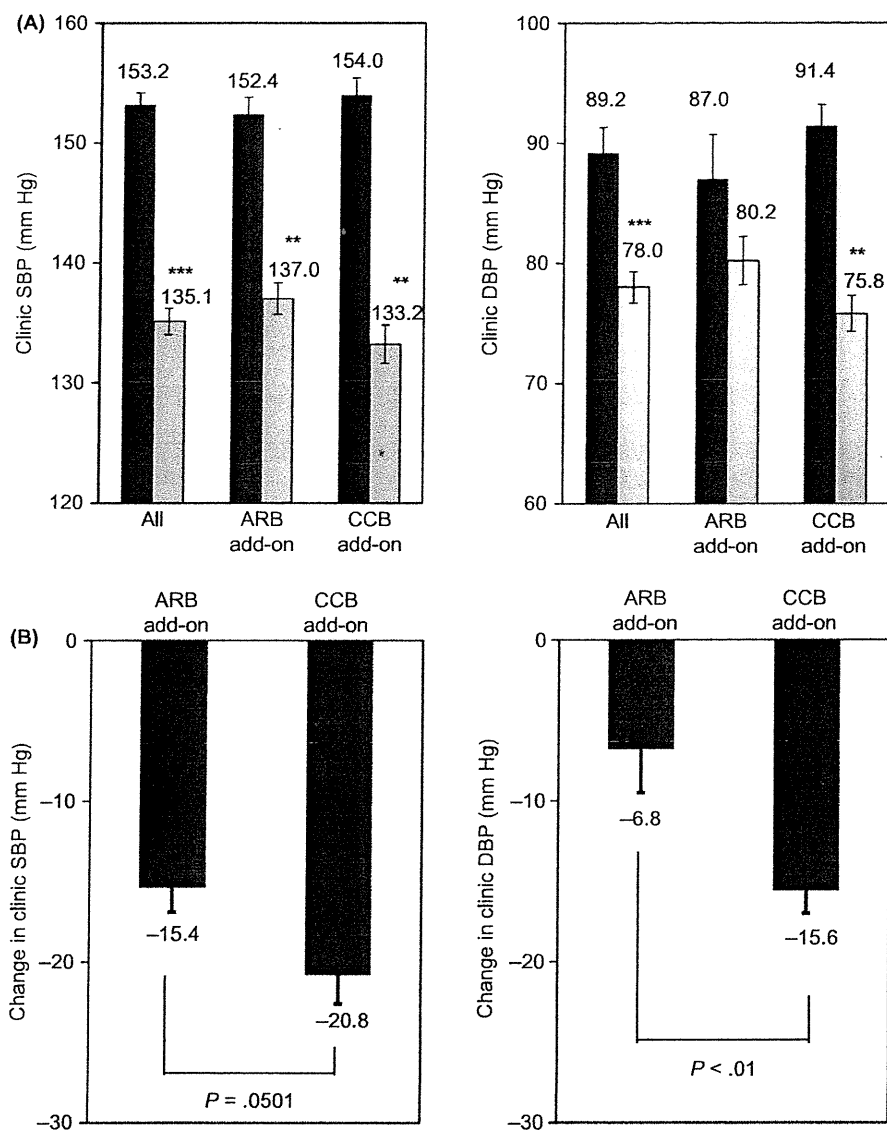 (A)
160
150
140
130
120
Clinic SBP (mm Hg)
153.2
152.4
154.0
***
135.1
**
137.0
**
133.2
All
ARB
add-on
CCB
add-on
100
90
80
70
60
Clinic DBP (mm Hg)
89.2
87.0
91.4
***
78.0
80.2
**
75.8
All
ARB
add-on
CCB
add-on
(B)
ARB
add-on
CCB
add-on
0
–10
–20
–30
Change in clinic SBP (mm Hg)
–15.4
–20.8
P = .0501
ARB
add-on
CCB
add-on
0
–10
–20
–30
Change in clinic DBP (mm Hg)
–6.8
–15.6
P < .01